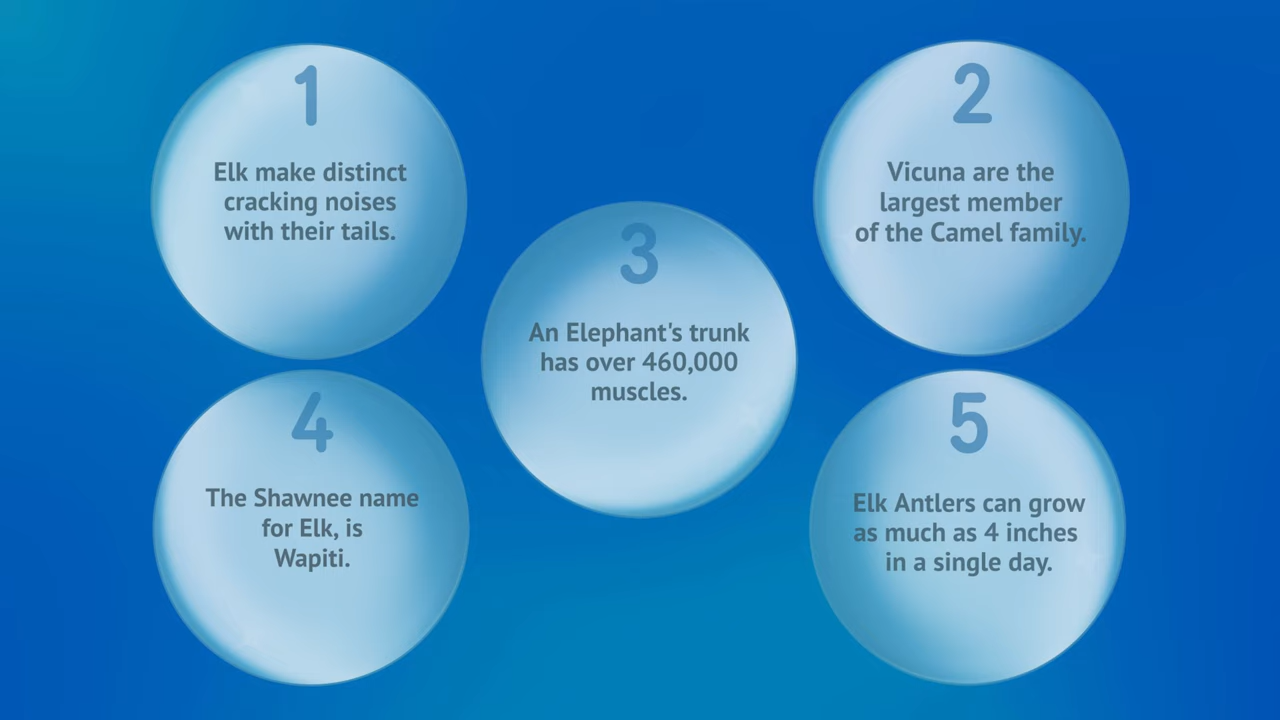 1
Elk make distinct
cracking noises
with their tails.
2
Vicuna are the
largest member
of the Camel family.
3
An Elephant's trunk
has over 460,000
muscles.
4
The Shawnee name
for Elk, is
Wapiti.
5
Elk Antlers can grow
as much as 4 inches
in a single day.